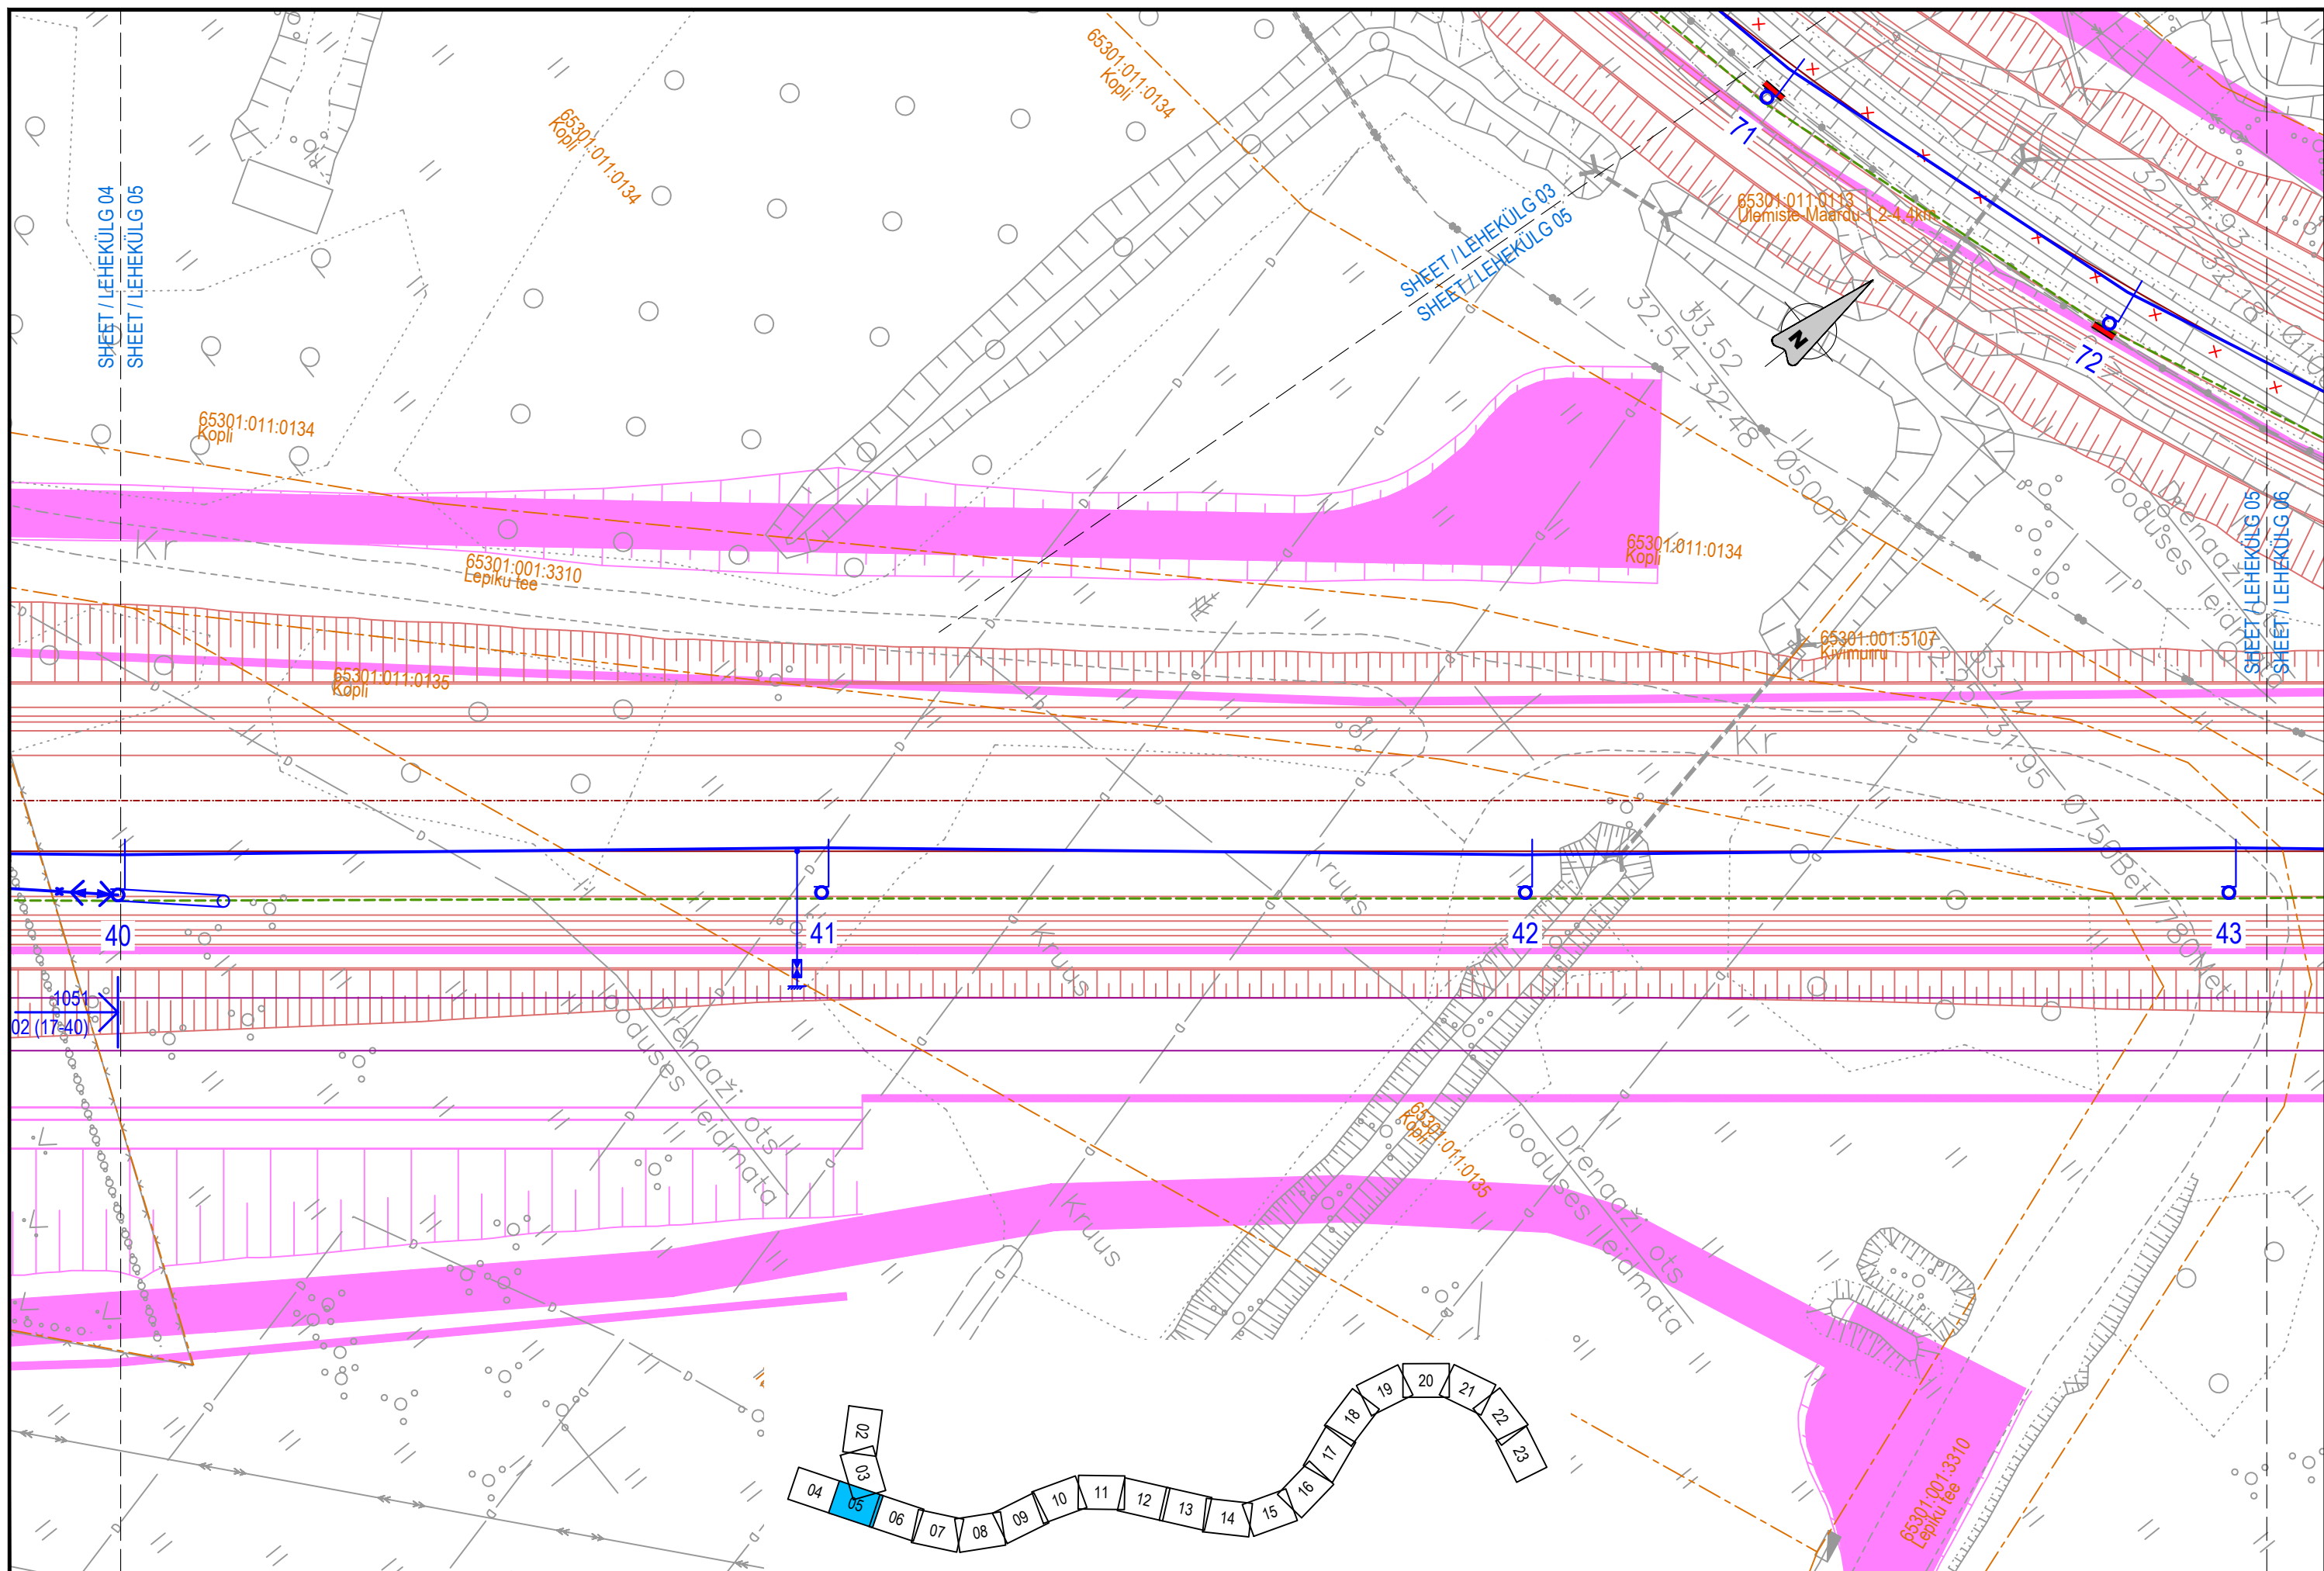 65301:011:0134
Kopli
65301:011:0134
Kopli
71
65301:011:0113
Ülemiste-Maardu 1,2-4,4km
SHEET / LEHEKÜLG 04
SHEET / LEHEKÜLG 05
SHEET / LEHEKÜLG 03
SHEET / LEHEKÜLG 05
N
72
33.52
32.54 - 32.48 Ø500P
65301:011:0134
Kopli
Kr
65301:001:3310
Lepiku tee
65301:011:0134
Kopli
Drenaaži
looduses leidmata
SHEET / LEHEKÜLG 05
SHEET / LEHEKÜLG 06
65301:001:5107
Kivimurru
65301:011:0135
Kopli
Kr
Kruus
40
41
42
43
Kruus
1051
02 (17-40)
Drenaaži ots
looduses leidmata
65301:011:0135
Kopli
Drenaaži ots
looduses leidmata
Kruus
65301:001:3310
Lepiku tee
02
03
04
05
06
07
08
09
10
11
12
13
14
15
16
17
18
19
20
21
22
23